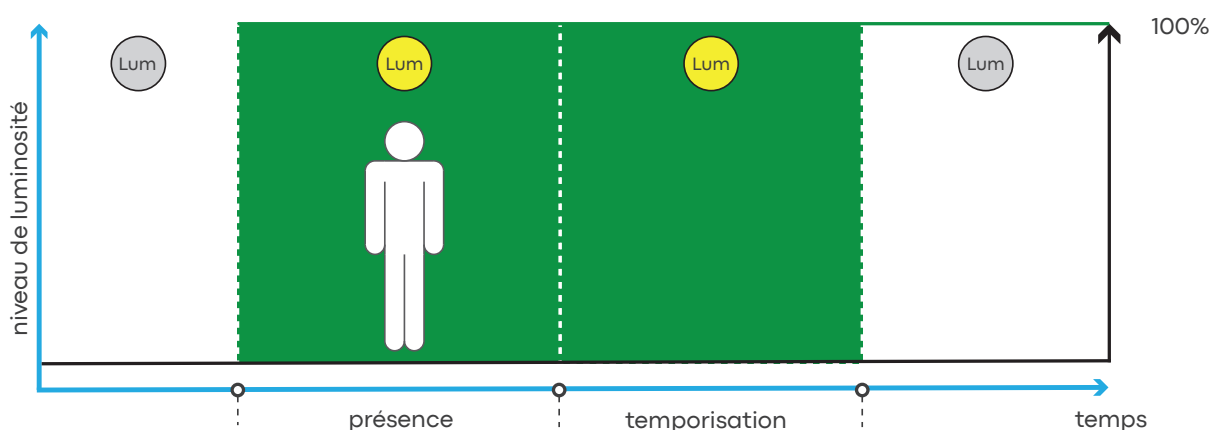 100%
Lum
Lum
Lum
Lum
niveau de luminosité
présence
temporisation
temps